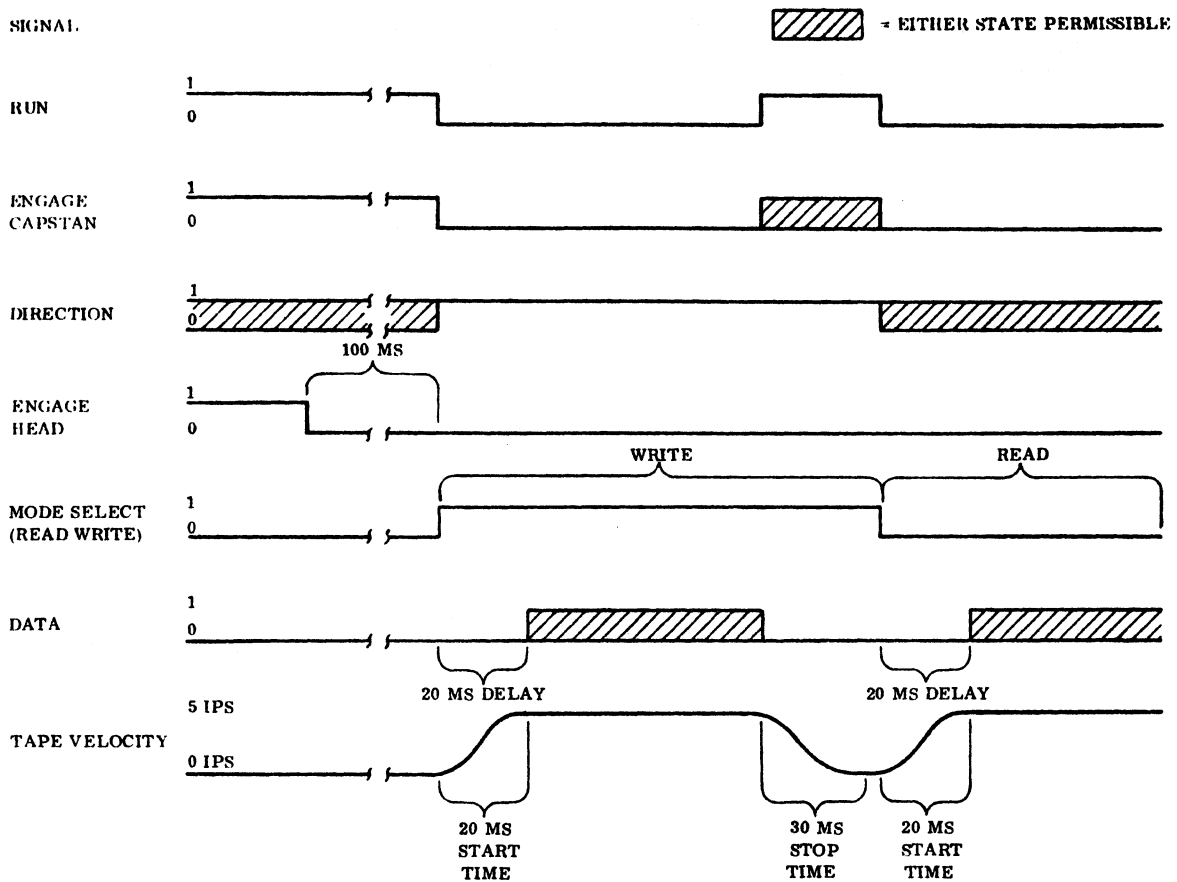 SIGNAL
= EITHER STATE PERMISSIBLE
RUN
1
0
ENGAGE
CAPSTAN
1
0
DIRECTION
1
0
100 MS
ENGAGE
HEAD
1
0
WRITE
READ
MODE SELECT
(READ WRITE)
1
0
DATA
1
0
20 MS DELAY
20 MS DELAY
TAPE VELOCITY
5 IPS
0 IPS
20 MS
START
TIME
30 MS
STOP
TIME
20 MS
START
TIME